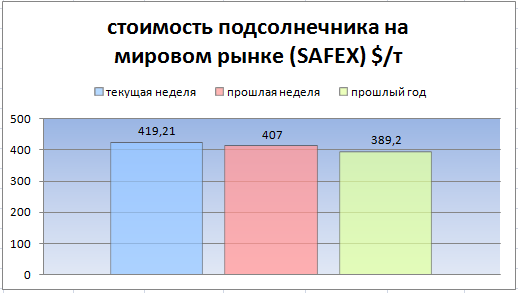 стоимость подсолнечника на
мировом рынке (SAFEX) $/т
текущая неделя прошлая неделя прошлый год
500
400
300
200
100
0
419,21 407 389,2